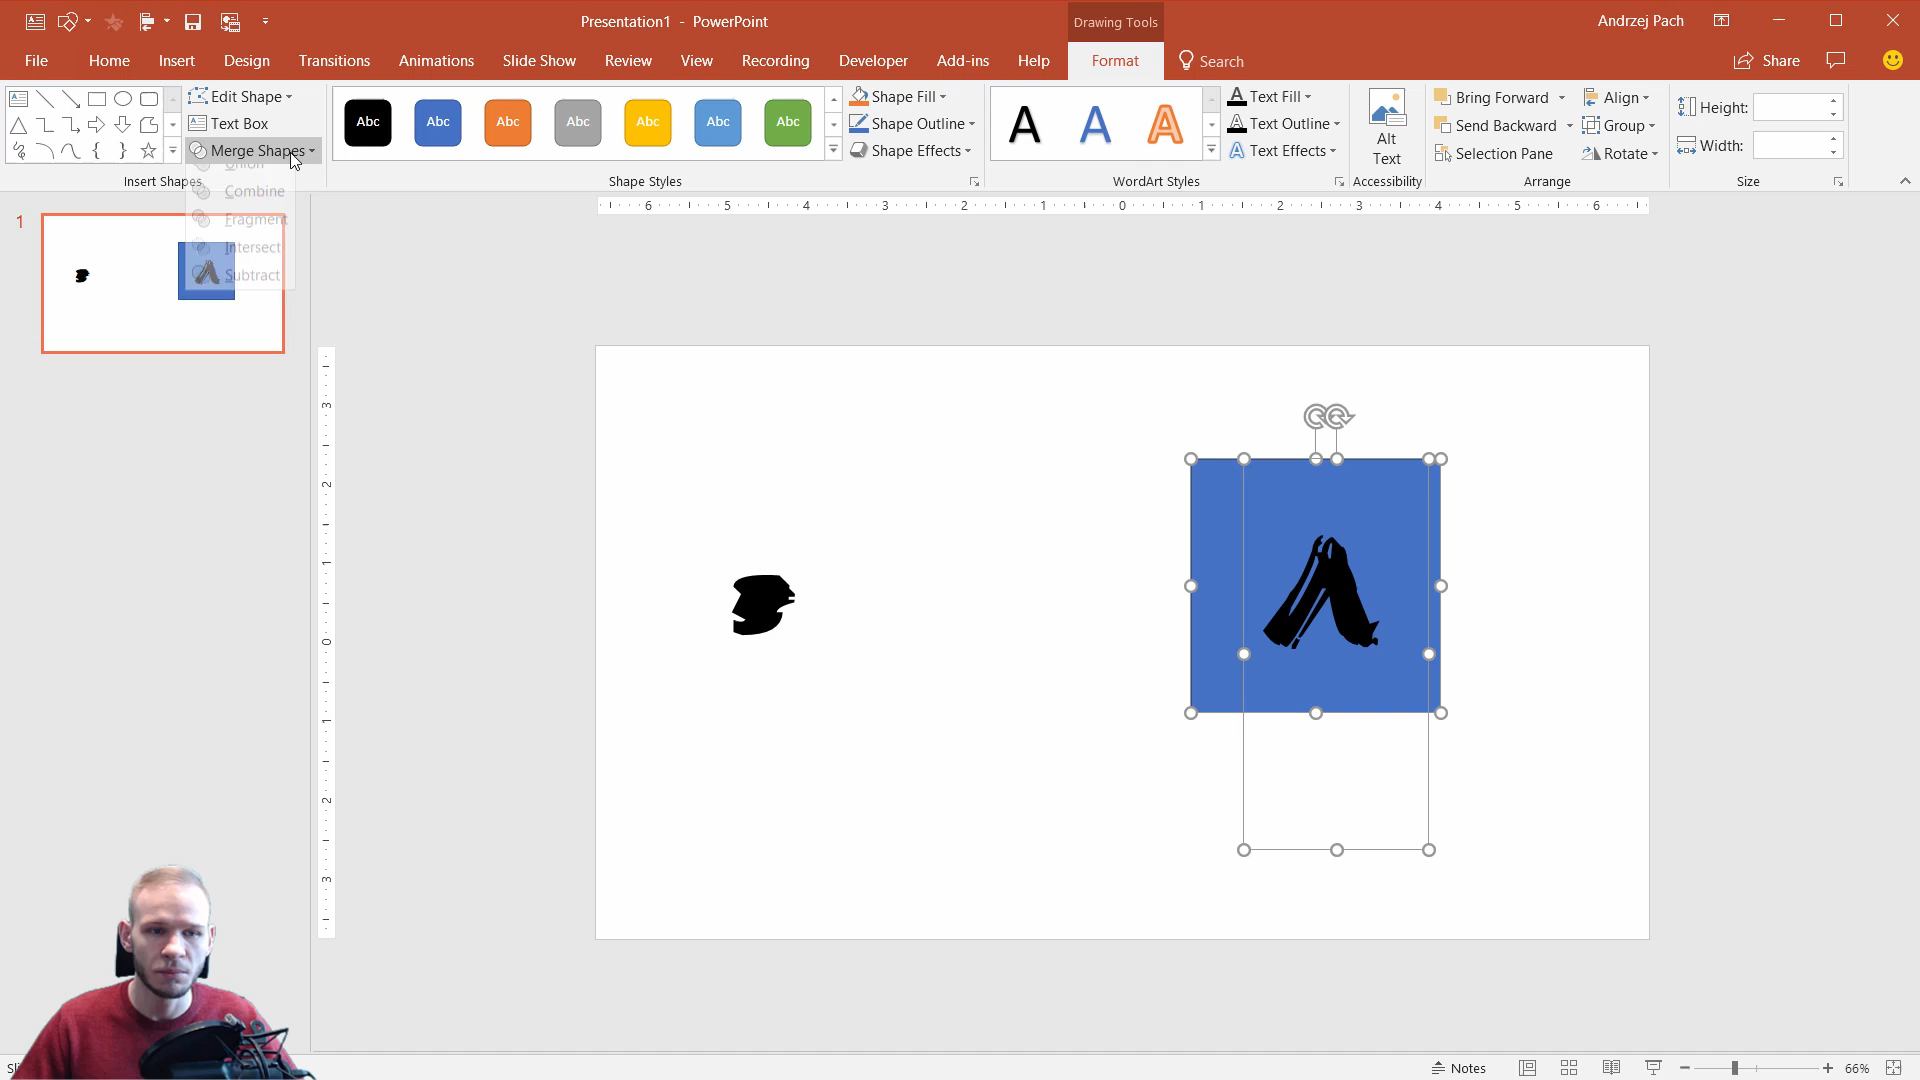 Presentation1 - PowerPoint
Drawing Tools
Andrzej Pach
File Home Insert Design Transitions Animations Slide Show Review View Recording Developer Add-ins Help Format Search Share
Edit Shape
Text Box
Merge Shapes
Insert Shapes
Union
Combine
Fragment
Intersect
Subtract
Abc Abc Abc Abc Abc Abc Abc
Shape Fill
Shape Outline
Shape Effects
Shape Styles
A A A
Text Fill
Text Outline
Text Effects
WordArt Styles
Alt
Text
Accessibility
Bring Forward
Send Backward
Selection Pane
Align
Group
Rotate
Arrange
Height:
Width:
Size
6 5 4 3 2 1 0 1 2 3 4 5 6
1
3
2
1
0
1
2
3
Notes
66%